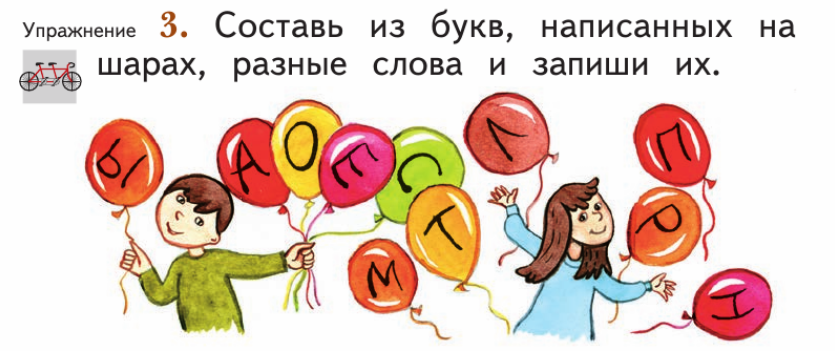 Упражнение 3. Составь из букв, написанных на
шарах, разные слова и запиши их.
Ы А О Е С Л П
М Т Р Н